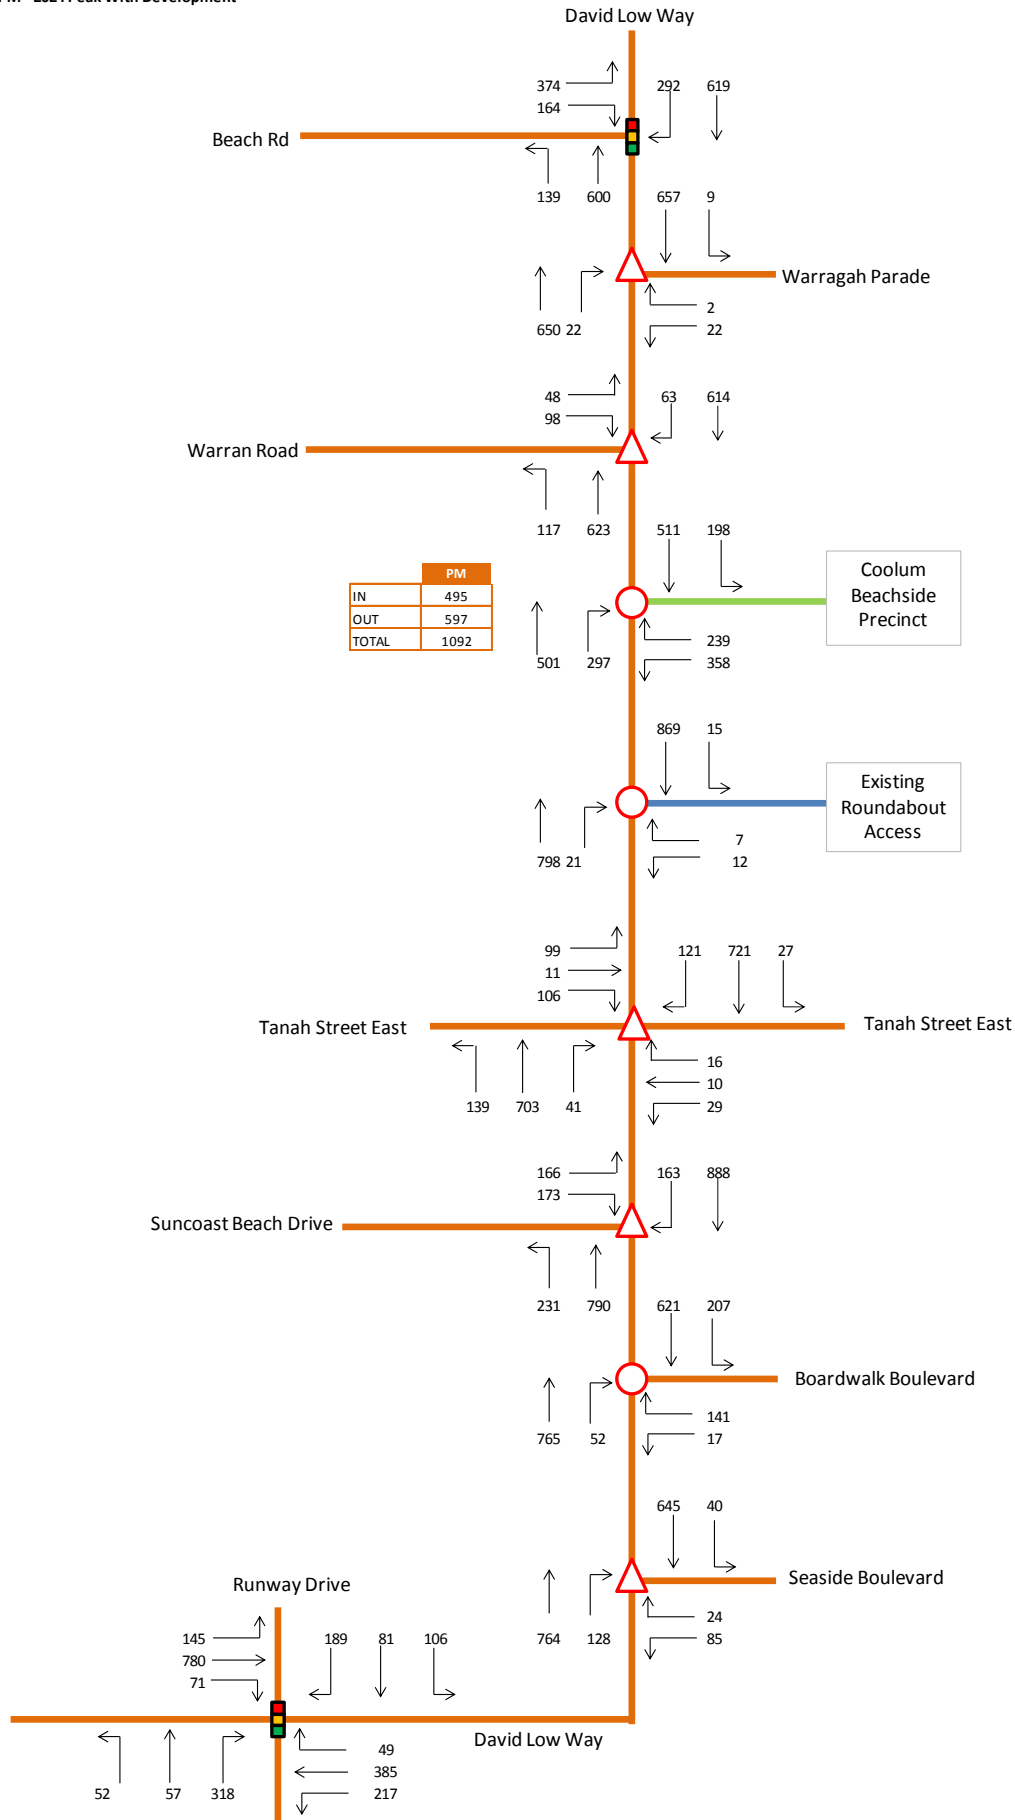 David Low Way
374 292 619
164
Beach Rd
139 600 657 9
Warragah Parade
2
650 22 22
48 63 614
98
Warran Road
117 623 511 198
PM
IN 495
OUT 597
TOTAL 1092
Coolum
Beachside
Precinct
239
501 297 358
869 15
Existing
Roundabout
Access
7
798 21 12
99 121 721 27
11
106
Tanah Street East Tanah Street East
16
10
139 703 41 29
166 163 888
173
Suncoast Beach Drive
231 790 621 207
Boardwalk Boulevard
141
765 52 17
645 40
Seaside Boulevard
Runway Drive
24
764 128 85
145 189 81 106
780
71
David Low Way
49
385
52 57 318 217